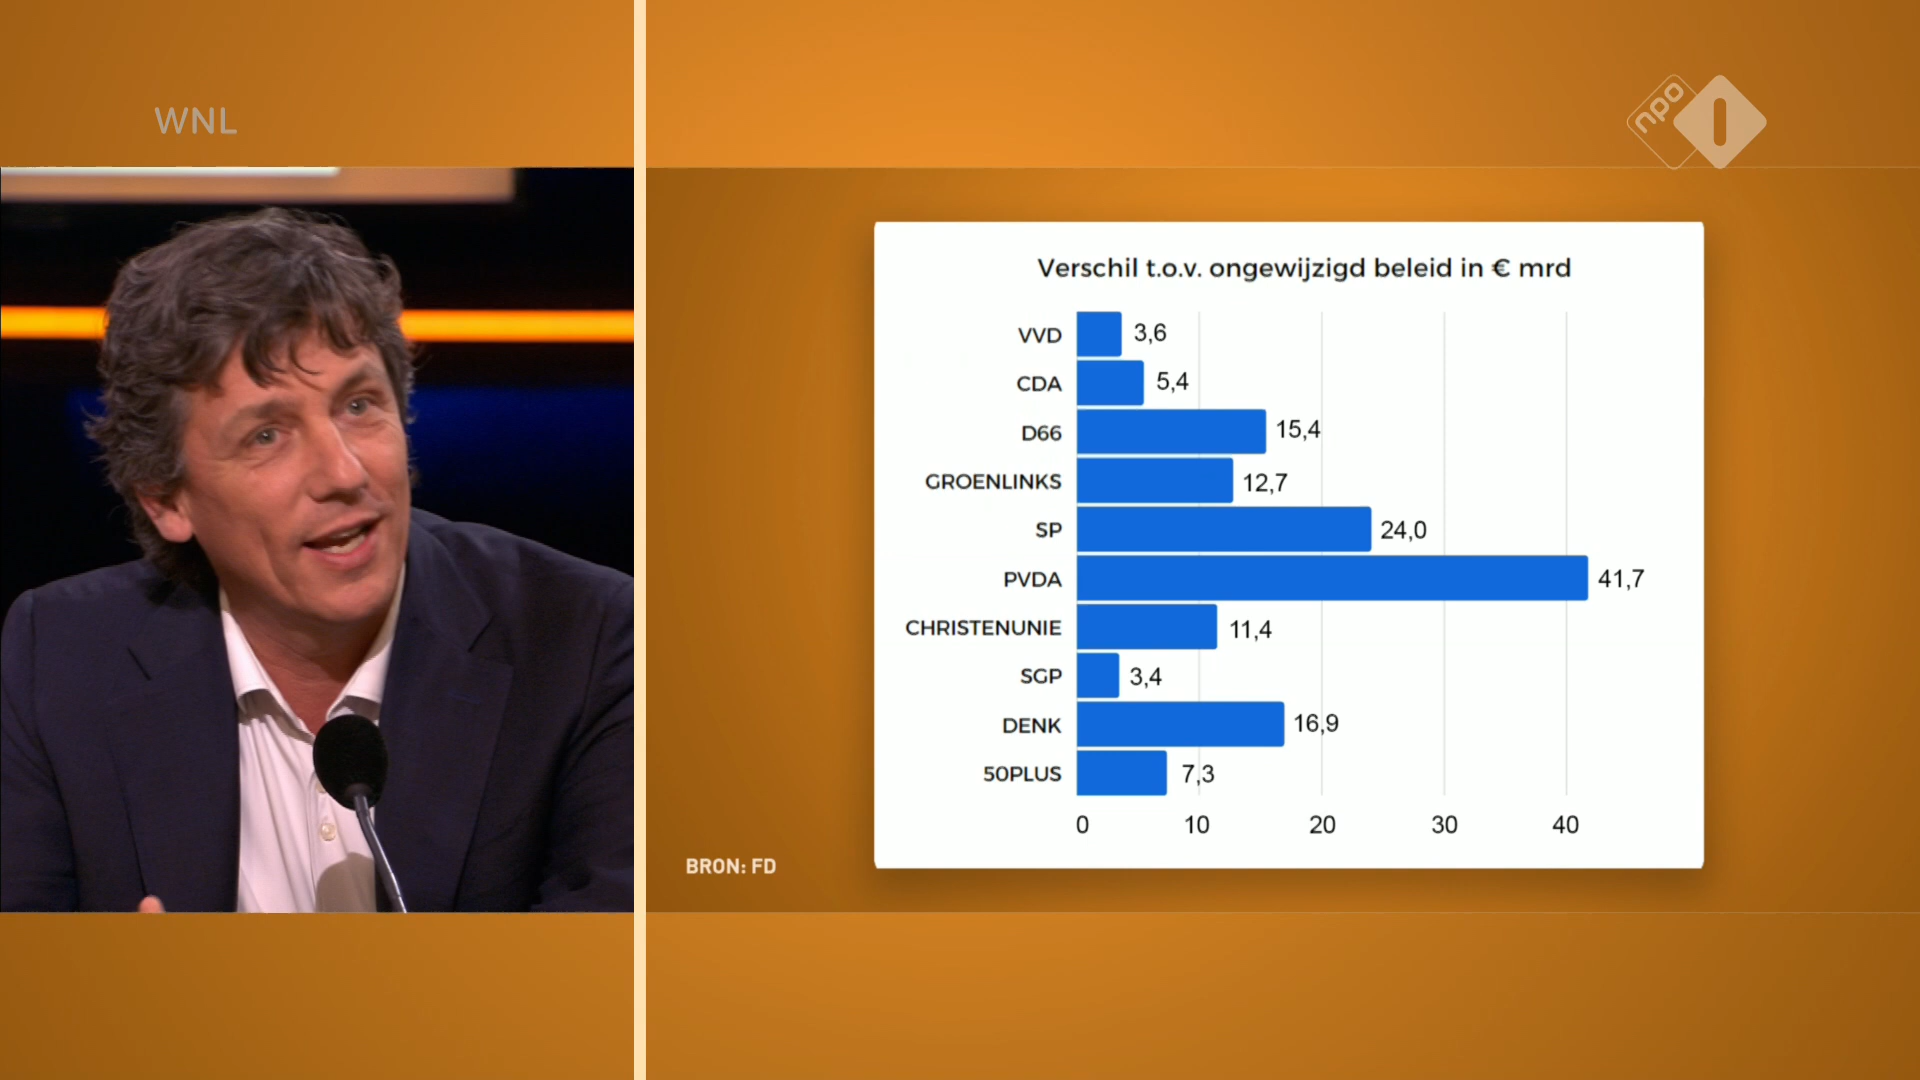 WNL
npo
1
Verschil t.o.v. ongewijzigd beleid in € mrd
VVD 3,6
CDA 5,4
D66 15,4
GROENLINKS 12,7
SP 24,0
PVDA 41,7
CHRISTENUNIE 11,4
SGP 3,4
DENK 16,9
50PLUS 7,3
0 10 20 30 40
BRON: FD